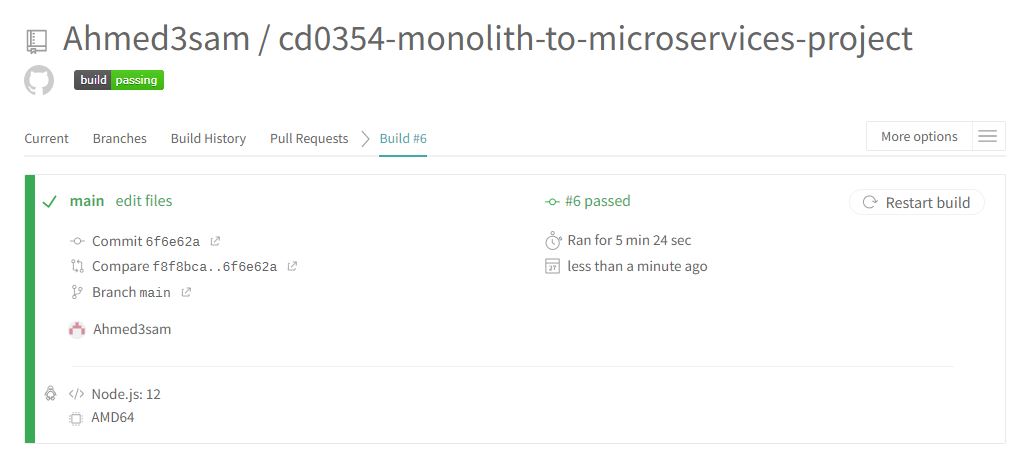 Ahmed3sam / cd0354-monolith-to-microservices-project
build passing
Current Branches Build History Pull Requests Build #6 More options
main edit files #6 passed Restart build
Commit 6f6e62a Ran for 5 min 24 sec
Compare f8f8bca..6f6e62a less than a minute ago
Branch main
Ahmed3sam
Node.js: 12
AMD64